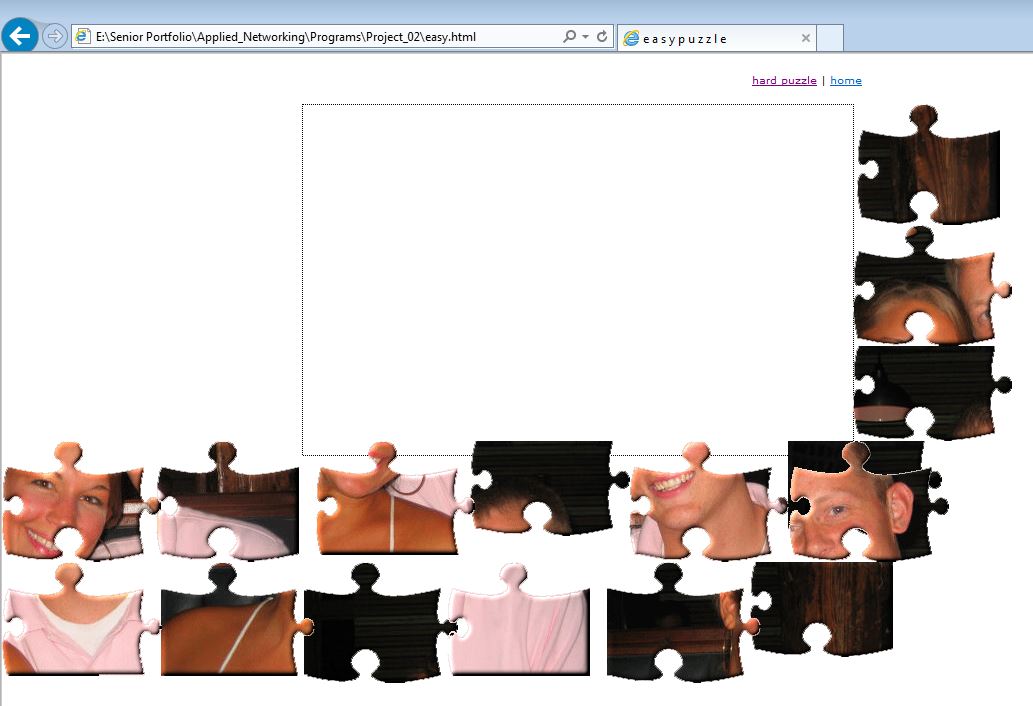 E:\Senior Portfolio\Applied_Networking\Programs\Project_02\easy.html
e a s y p u z z l e
hard puzzle | home